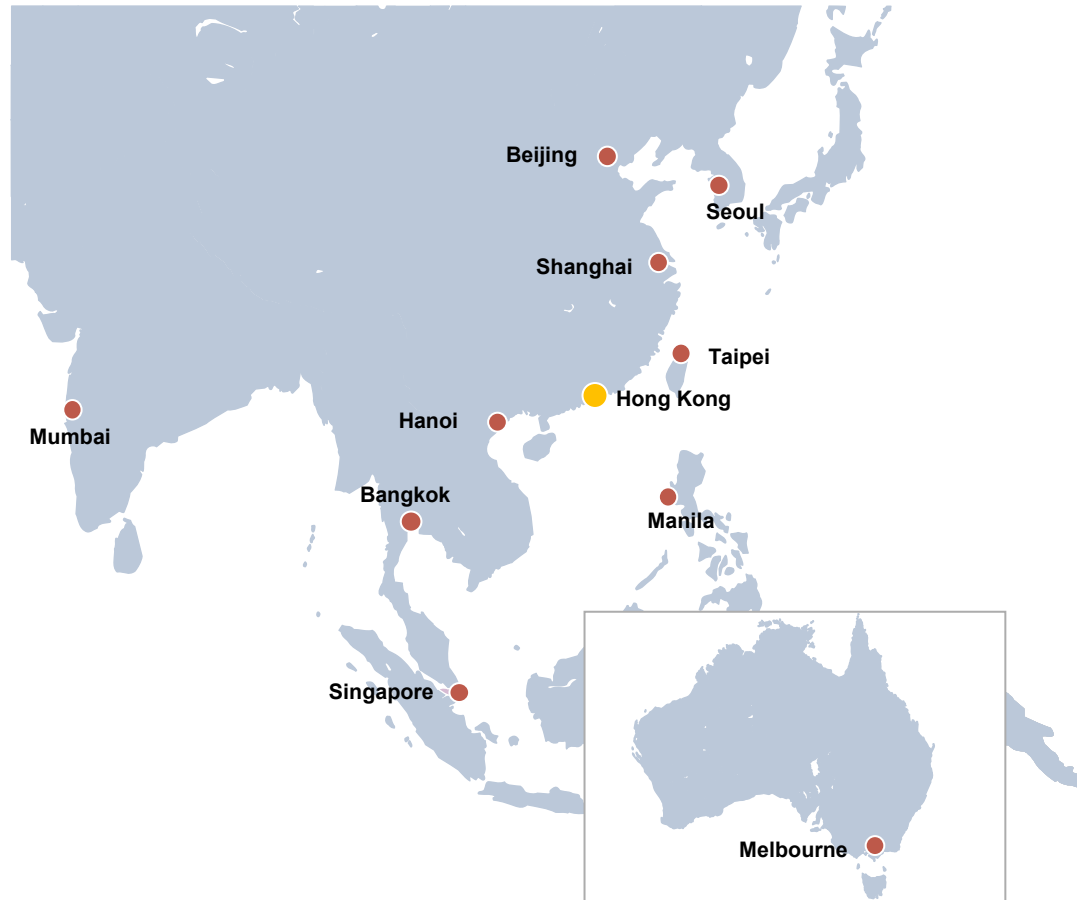 Beijing
Seoul
Shanghai
Taipei
Hong Kong
Hanoi
Mumbai
Bangkok
Manila
Singapore
Melbourne